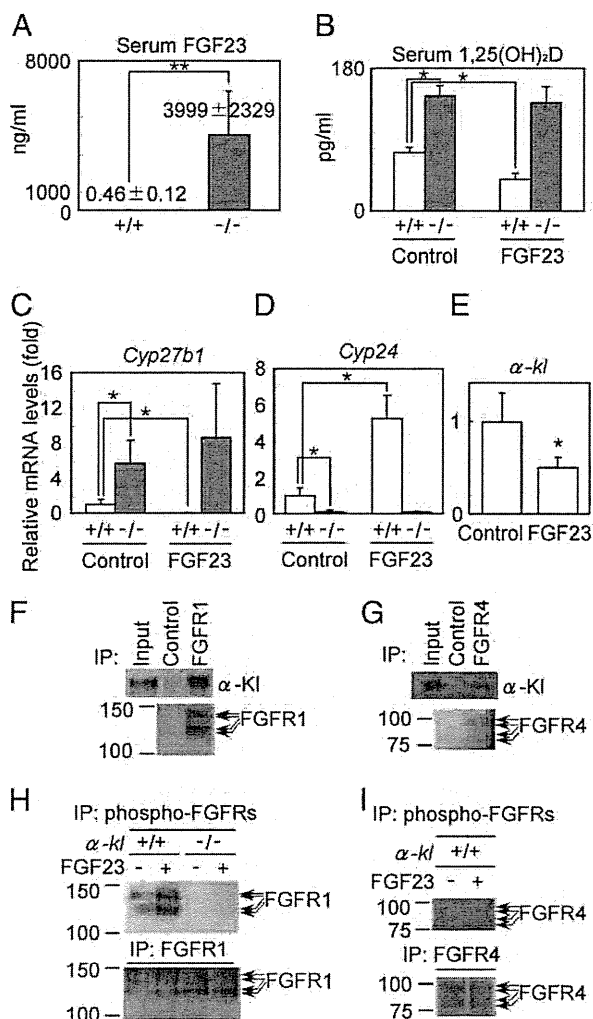 A
B
Serum FGF23
Serum 1,25(OH)₂D
8000
**
3999±2329
ng/ml
1000
0.46±0.12
0
+/+
-/-
180
*
*
pg/ml
0
+/+ -/- +/+ -/-
Control FGF23
C
D
E
Cyp27b1
Cyp24
α-kl
Relative mRNA levels (fold)
16
12
8
4
0
*
*
+/+ -/- +/+ -/-
Control FGF23
8
6
4
2
0
*
*
+/+ -/- +/+ -/-
Control FGF23
1
0
*
Control FGF23
F
IP: Input Control FGFR1
α-Kl
150
FGFR1
100
G
IP: Input Control FGFR4
α-Kl
100
FGFR4
75
H
IP: phospho-FGFRs
α-kl +/+ -/-
FGF23 - + - +
150
FGFR1
100
IP: FGFR1
150
FGFR1
100
I
IP: phospho-FGFRs
α-kl +/+
FGF23 - +
100
FGFR4
75
IP: FGFR4
100
FGFR4
75